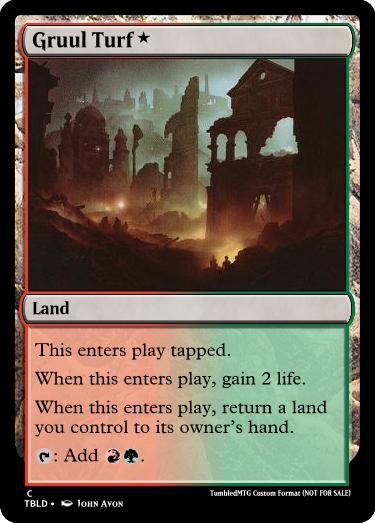 Gruul Turf ★
Land
This enters play tapped.
When this enters play, gain 2 life.
When this enters play, return a land
you control to its owner's hand.
: Add .
C
TBLD • John Avon
TumbledMTG Custom Format (NOT FOR SALE)